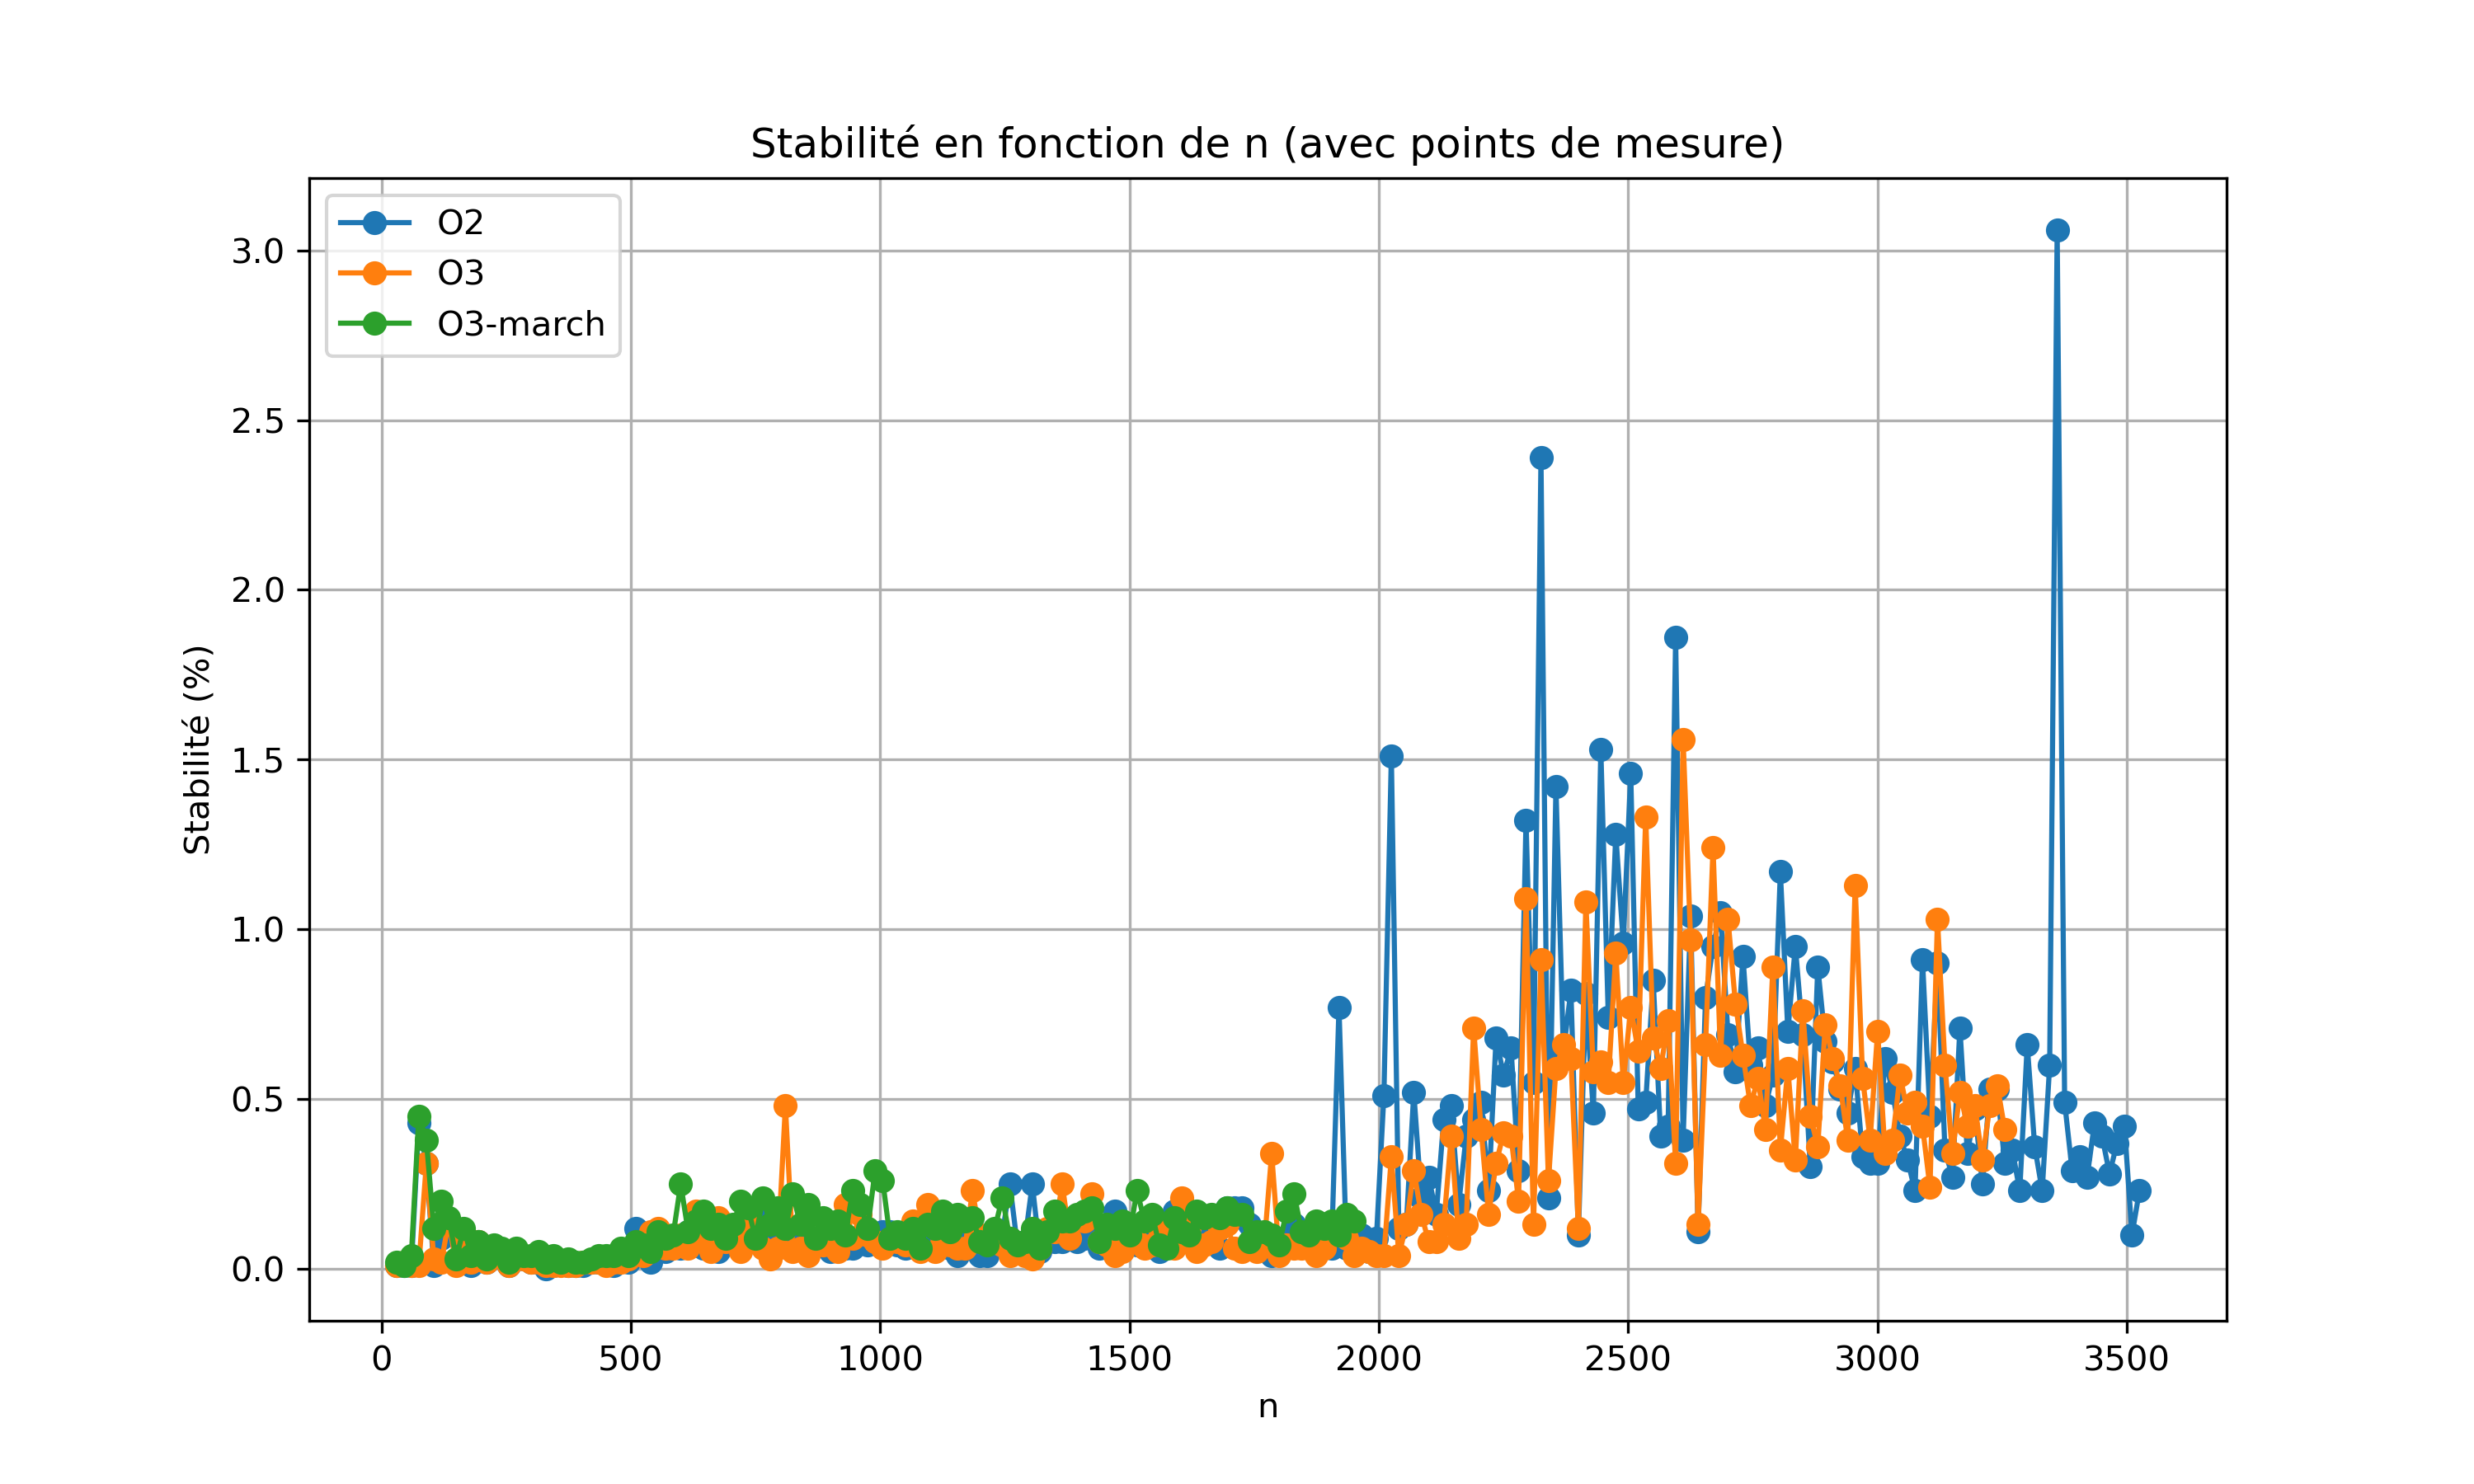 Stabilité en fonction de n (avec points de mesure)
O2
O3
O3-march
3.0
2.5
2.0
1.5
1.0
0.5
0.0
Stabilité (%)
0 500 1000 1500 2000 2500 3000 3500
n